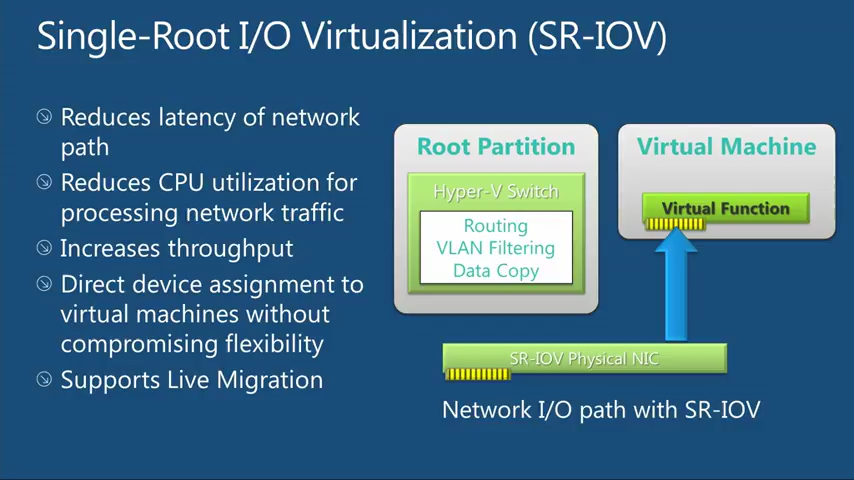 Single-Root I/O Virtualization (SR-IOV)
Reduces latency of network
path
Reduces CPU utilization for
processing network traffic
Increases throughput
Direct device assignment to
virtual machines without
compromising flexibility
Supports Live Migration
Root Partition
Hyper-V Switch
Routing
VLAN Filtering
Data Copy
Virtual Machine
Virtual Function
SR-IOV Physical NIC
Network I/O path with SR-IOV